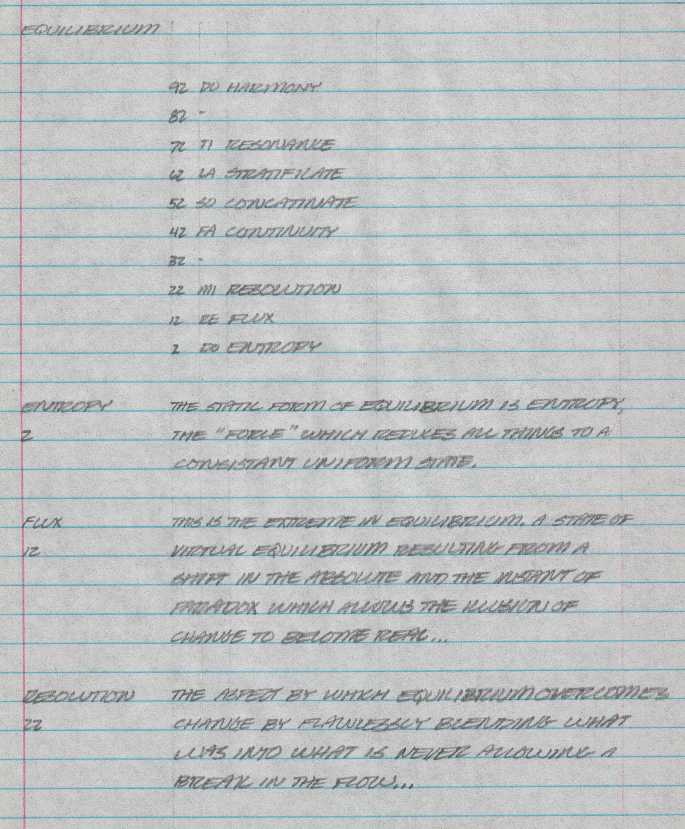 EQUILIBRIUM
92 DO HARMONY
82 -
72 TI RESONANCE
62 LA STRATIFICATE
52 SO CONCATINATE
42 FA CONTINUITY
32 -
22 MI RESOLUTION
12 RE FLUX
2 DO ENTROPY
ENTROPY THE STATIC FORM OF EQUILIBRIUM IS ENTROPY,
2 THE "FORCE" WHICH REDUCES ALL THINGS TO A
CONSISTANT UNIFORM STATE.
FLUX THIS IS THE EXTREME IN EQUILIBRIUM. A STATE OF
12 VIRTUAL EQUILIBRIUM RESULTING FROM A
SHIFT IN THE ABSOLUTE AND THE INSTANT OF
PARADOX WHICH ALLOWS THE ILLUSION OF
CHANGE TO BECOME REAL...
RESOLUTION THE ASPECT BY WHICH EQUILIBRIUM OVERCOMES
22 CHANGE BY FLAWLESSLY BLENDING WHAT
WAS INTO WHAT IS NEVER ALLOWING A
BREAK IN THE FLOW...